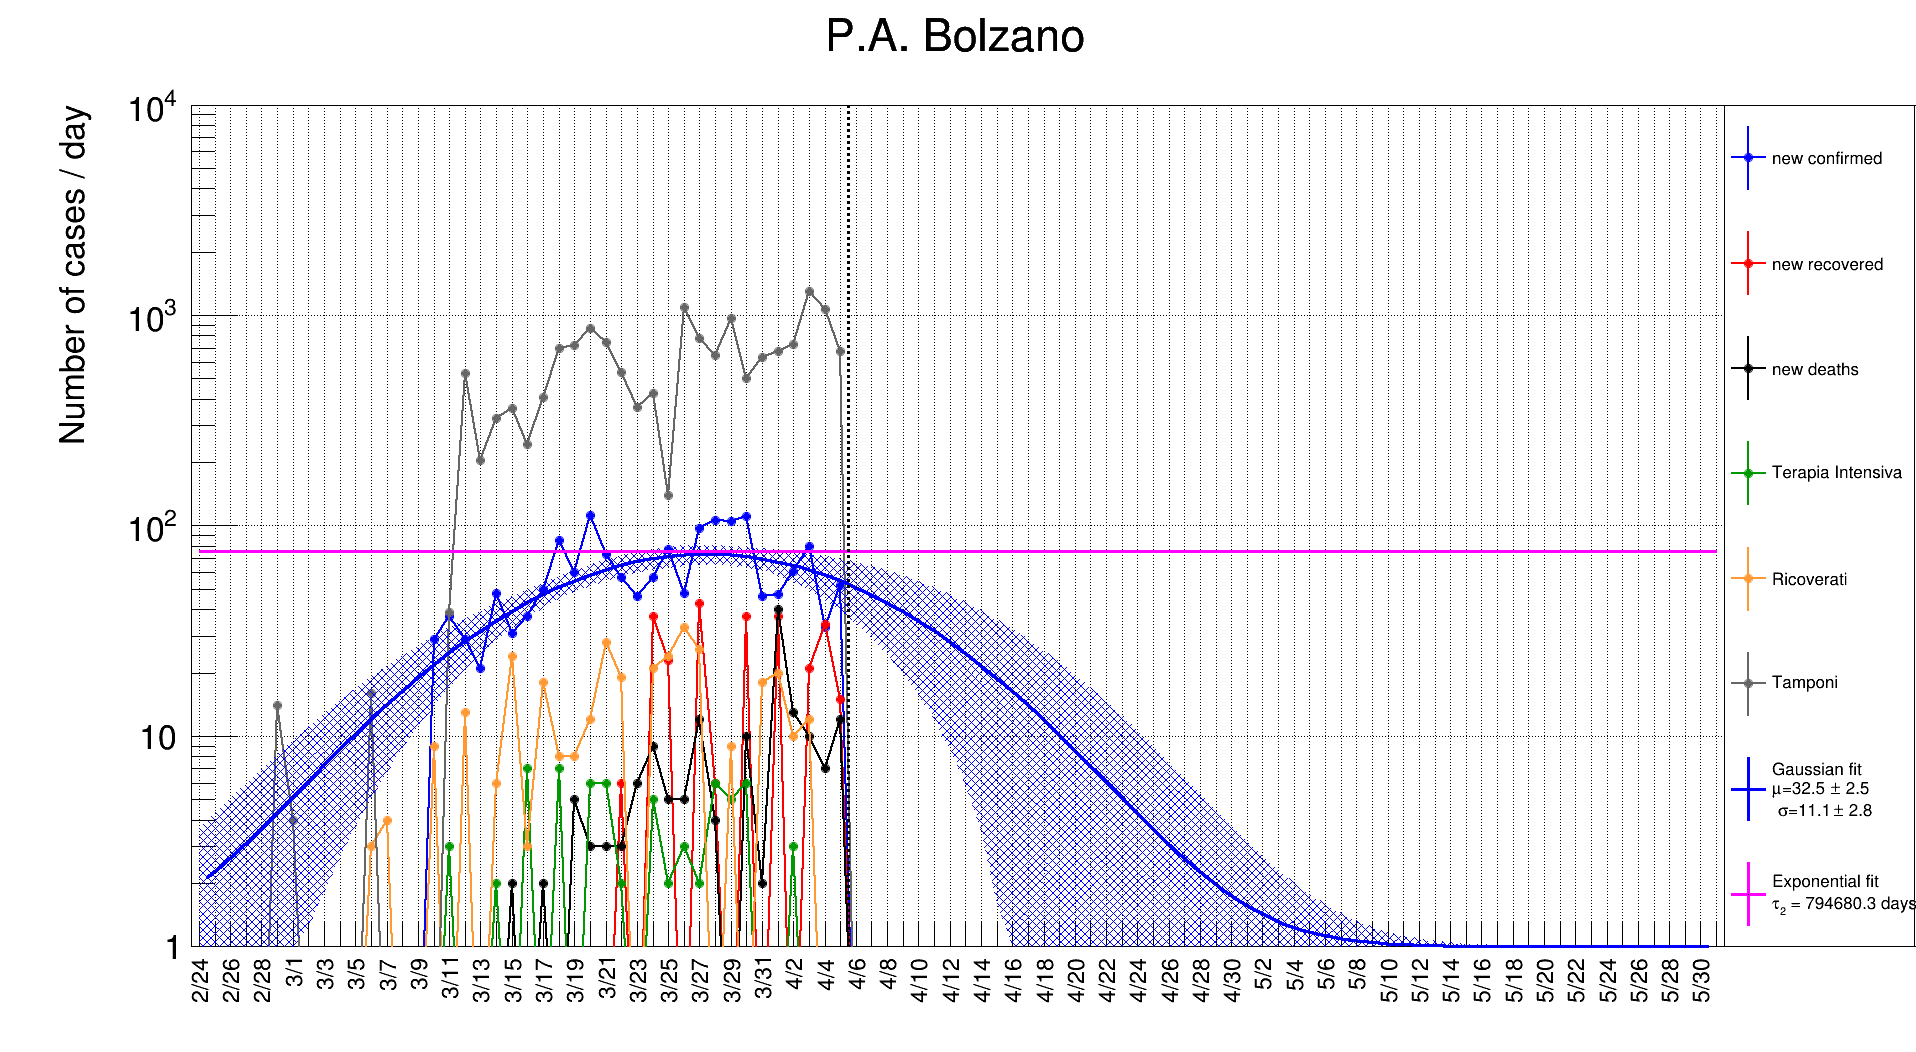 P.A. Bolzano
Number of cases / day
10^4
10^3
10^2
10
1
2/24 2/26 2/28 3/1 3/3 3/5 3/7 3/9 3/11 3/13 3/15 3/17 3/19 3/21 3/23 3/25 3/27 3/29 3/31 4/2 4/4 4/6 4/8 4/10 4/12 4/14 4/16 4/18 4/20 4/22 4/24 4/26 4/28 4/30 5/2 5/4 5/6 5/8 5/10 5/12 5/14 5/16 5/18 5/20 5/22 5/24 5/26 5/28 5/30
new confirmed
new recovered
new deaths
Terapia Intensiva
Ricoverati
Tamponi
Gaussian fit
μ=32.5 ± 2.5
σ=11.1 ± 2.8
Exponential fit
τ_2 = 794680.3 days